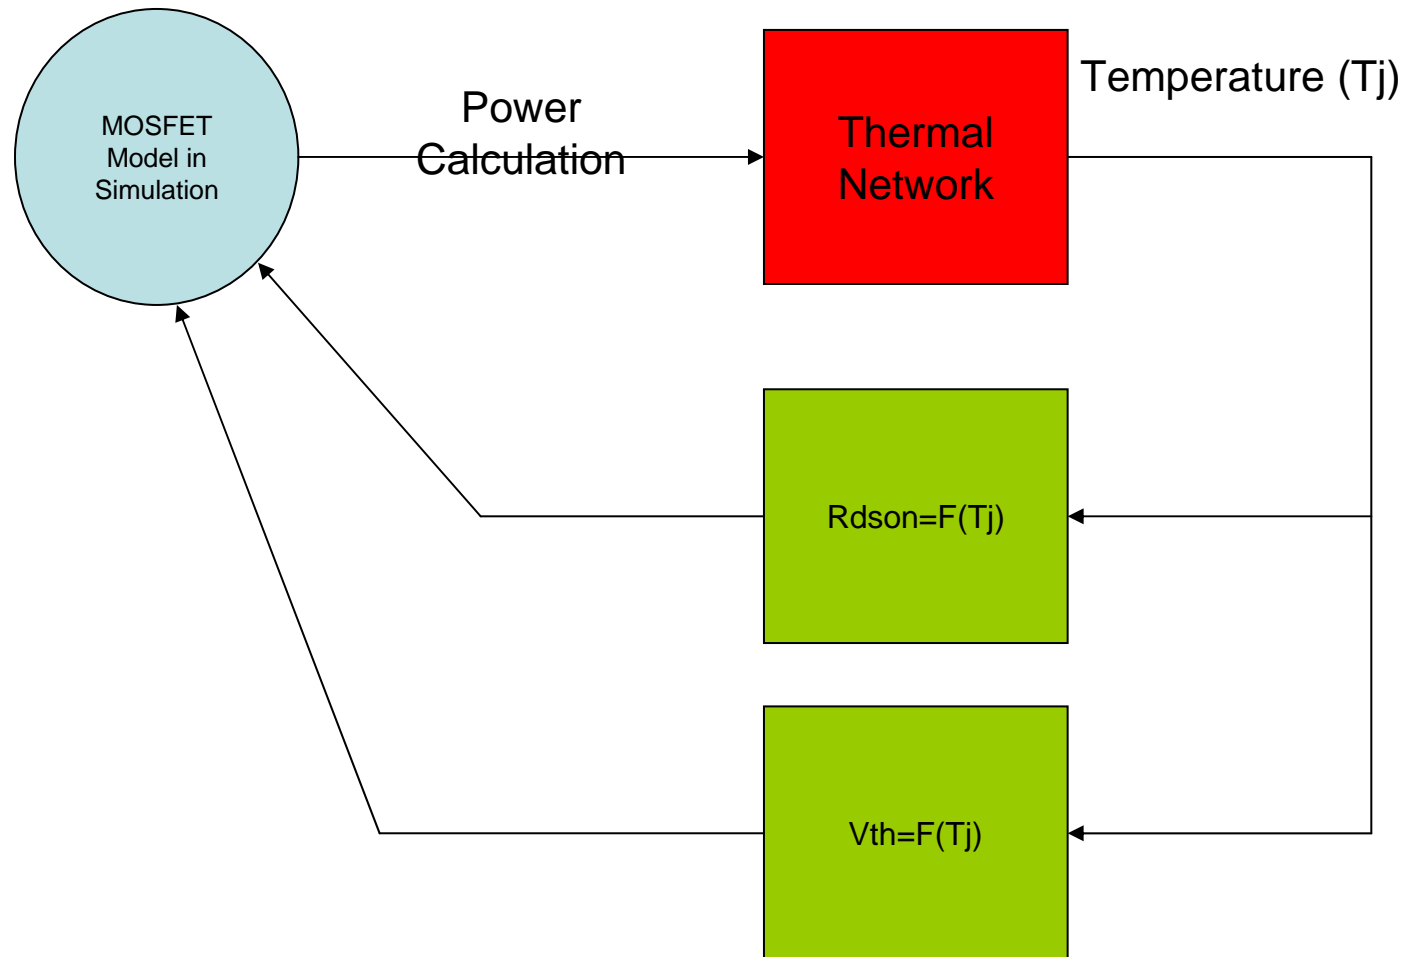 MOSFET
Model in
Simulation
Power
Calculation
Thermal
Network
Temperature (Tj)
Rdson=F(Tj)
Vth=F(Tj)